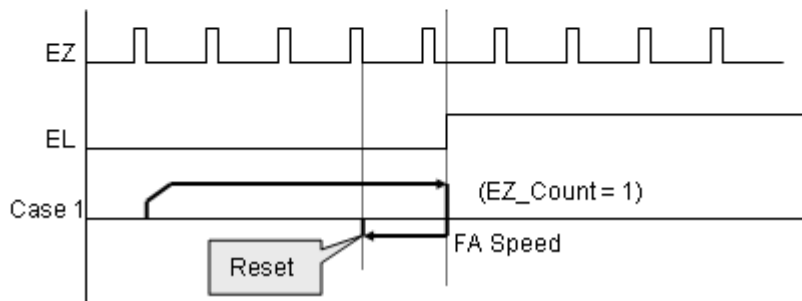 EZ
EL
(EZ_Count = 1)
Case 1
FA Speed
Reset